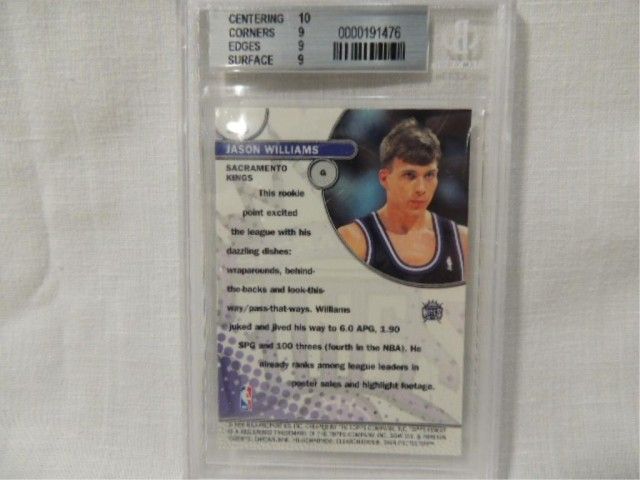 CENTERING 10
CORNERS 9
EDGES 9
SURFACE 9
0000191476
JASON WILLIAMS
SACRAMENTO
KINGS
G
This rookie
point excited
the league with his
dazzling dishes:
wraparounds, behind-
the-backs and look-this-
way/pass-that-ways. Williams
juked and jived his way to 6.0 APG, 1.90
SPG and 100 threes (fourth in the NBA). He
already ranks among league leaders in
poster sales and highlight footage.
KINGS
NBA